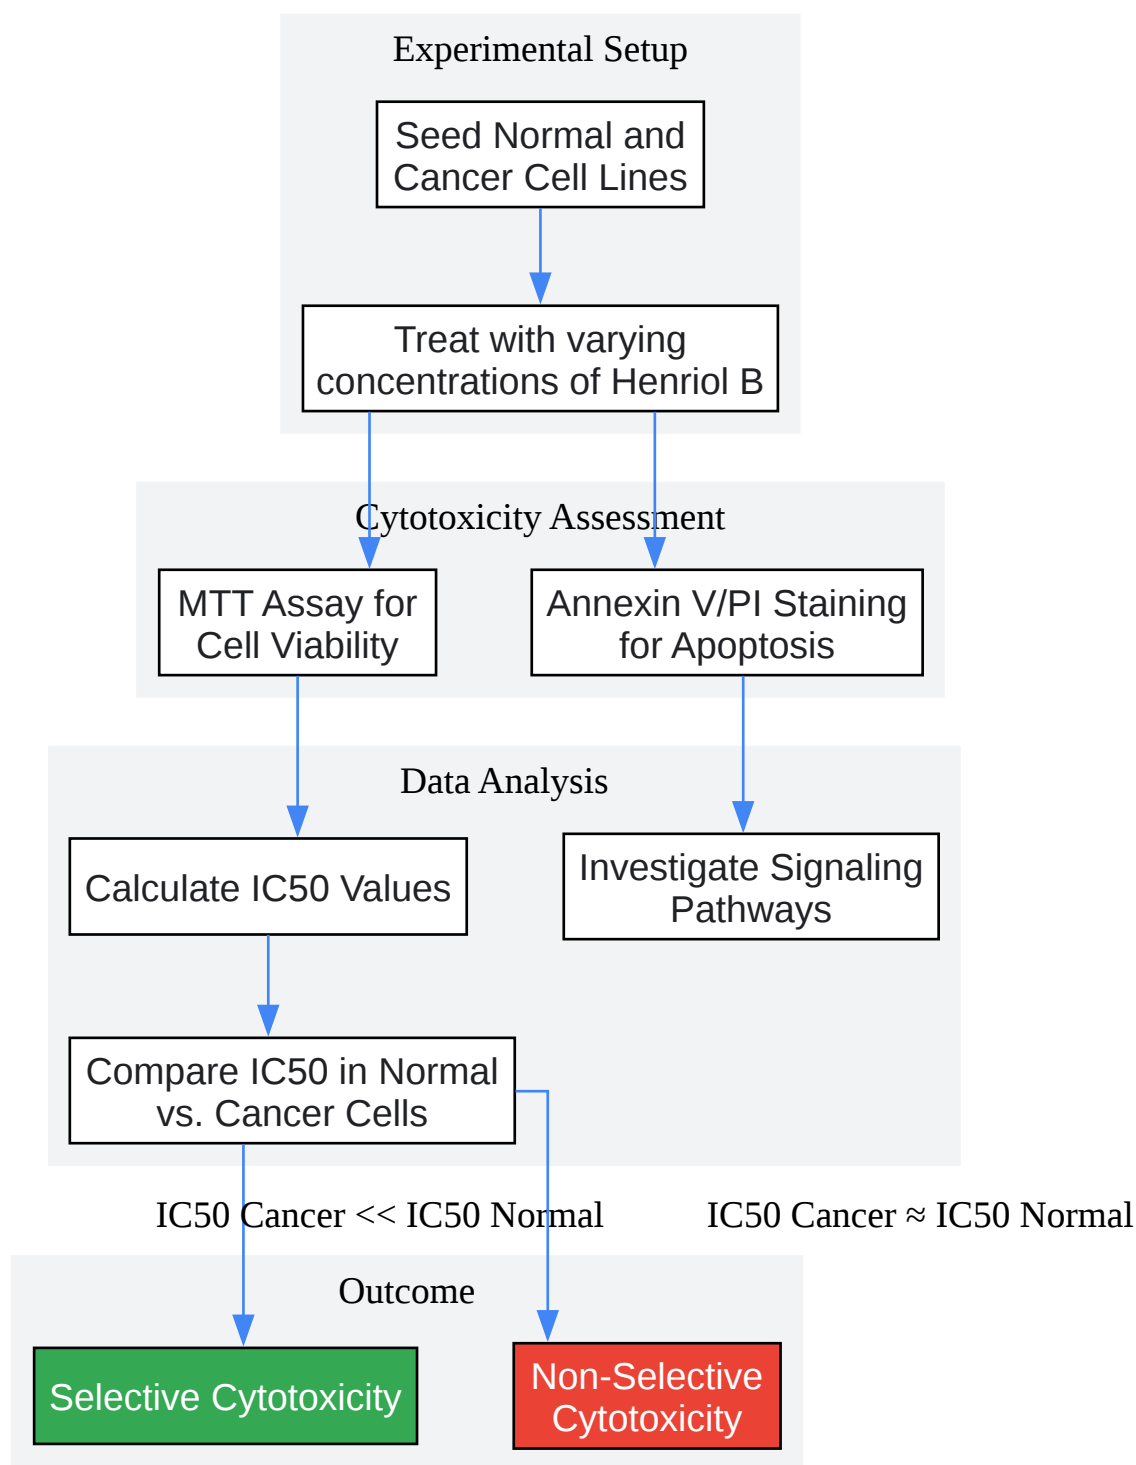 Experimental Setup
Seed Normal and
Cancer Cell Lines
Treat with varying
concentrations of Henriol B
Cytotoxicity Assessment
MTT Assay for
Cell Viability
Annexin V/PI Staining
for Apoptosis
Data Analysis
Calculate IC50 Values
Investigate Signaling
Pathways
Compare IC50 in Normal
vs. Cancer Cells
IC50 Cancer << IC50 Normal
IC50 Cancer ≈ IC50 Normal
Outcome
Selective Cytotoxicity
Non-Selective
Cytotoxicity